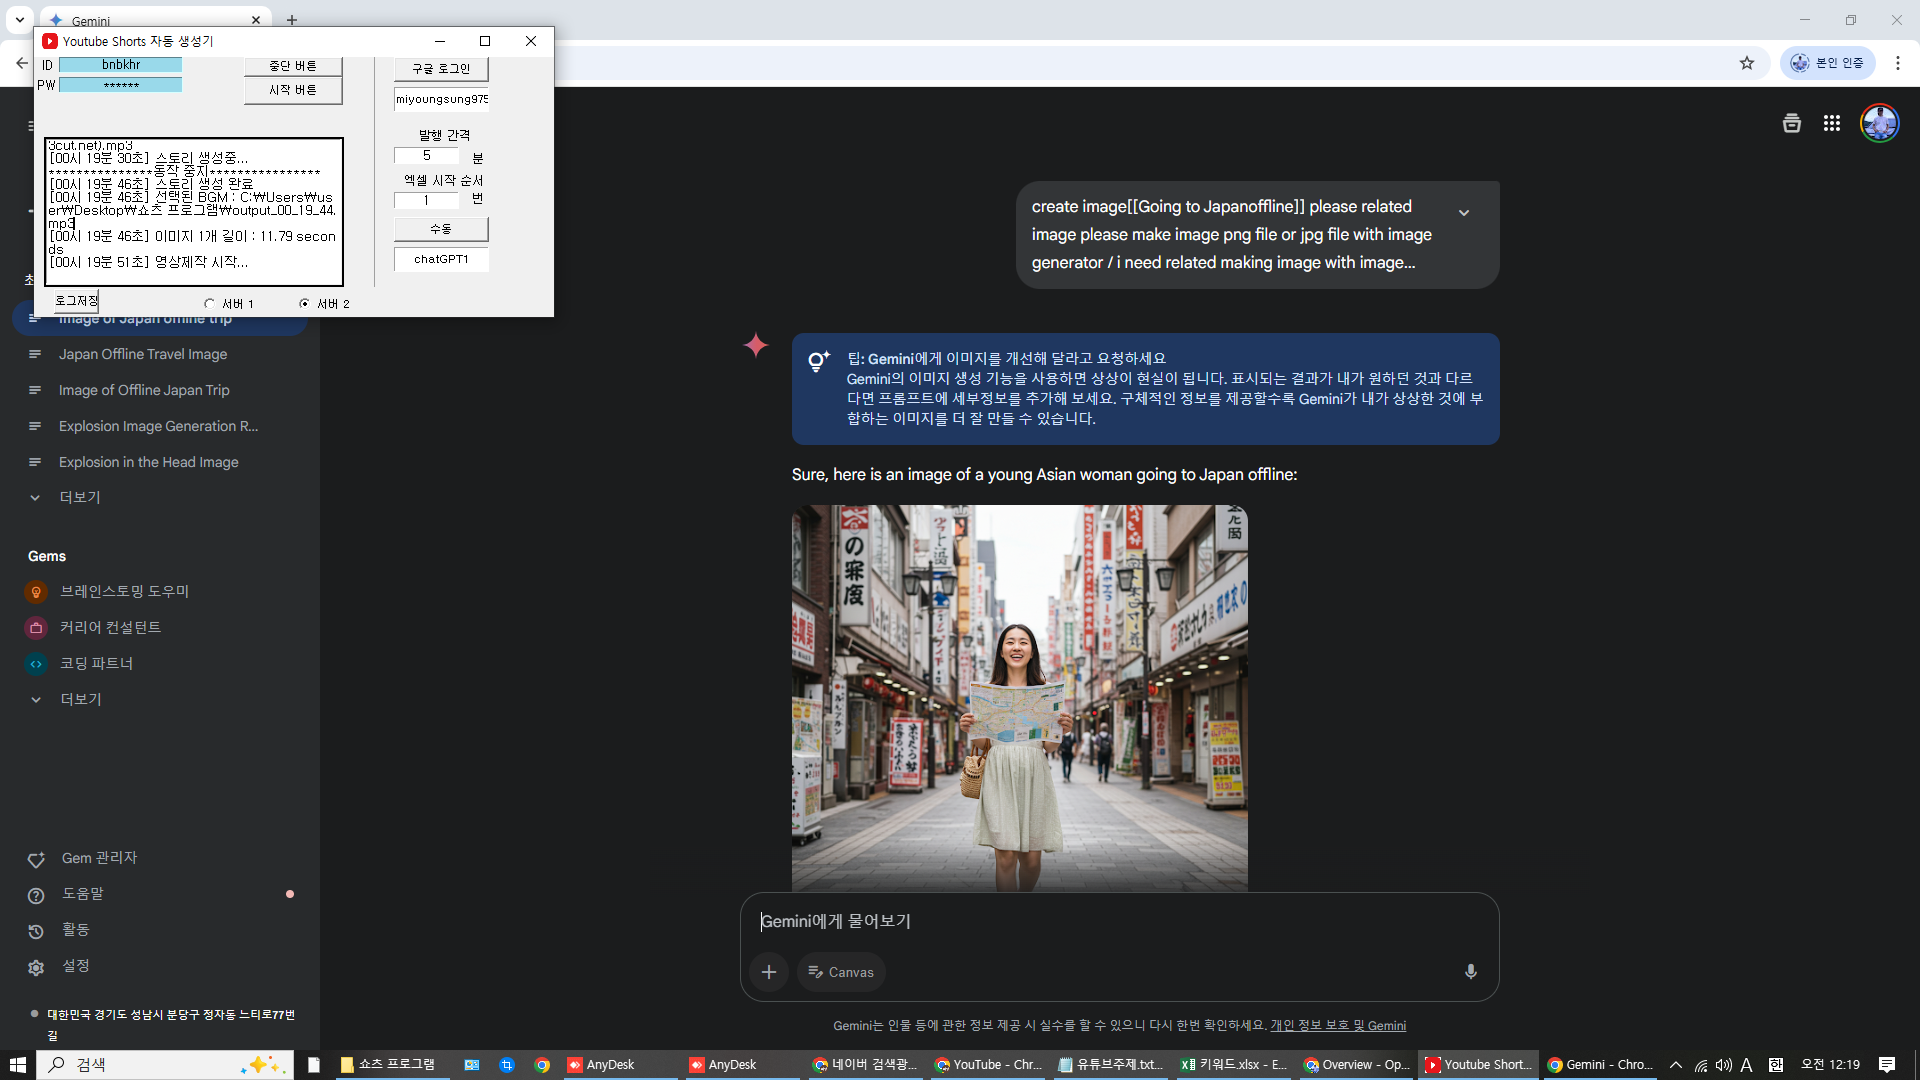 Gemini
Youtube Shorts 자동 생성기
ID
bnbkhr
PW
******
중단 버튼
시작 버튼
구글 로그인
miyoungsung975
발행 간격
5
분
엑셀 시작 순서
1
번
수동
chatGPT1
3cut.net).mp3
[00시 19분 30초] 스토리 생성중...
***************동작 중지****************
[00시 19분 46초] 스토리 생성 완료
[00시 19분 46초] 선택된 BGM : C:₩Users₩us
er₩Desktop₩쇼츠 프로그램₩output_00_19_44.
mp3
[00시 19분 46초] 이미지 1개 길이 : 11.79 secon
ds
[00시 19분 51초] 영상제작 시작...
로그저장
서버 1
서버 2
본인 인증
Image of Japan offline trip
Japan Offline Travel Image
Image of Offline Japan Trip
Explosion Image Generation R...
Explosion in the Head Image
더보기
Gems
브레인스토밍 도우미
커리어 컨설턴트
코딩 파트너
더보기
Gem 관리자
도움말
활동
설정
대한민국 경기도 성남시 분당구 정자동 느티로77번
길
create image[[Going to Japanoffline]] please related
image please make image png file or jpg file with image
generator / i need related making image with image...
팁: Gemini에게 이미지를 개선해 달라고 요청하세요
Gemini의 이미지 생성 기능을 사용하면 상상이 현실이 됩니다. 표시되는 결과가 내가 원하던 것과 다르
다면 프롬프트에 세부정보를 추가해 보세요. 구체적인 정보를 제공할수록 Gemini가 내가 상상한 것에 부
합하는 이미지를 더 잘 만들 수 있습니다.
Sure, here is an image of a young Asian woman going to Japan offline:
Gemini에게 물어보기
Canvas
Gemini는 인물 등에 관한 정보 제공 시 실수를 할 수 있으니 다시 한번 확인하세요. 개인 정보 보호 및 Gemini
검색
쇼츠 프로그램
AnyDesk
AnyDesk
네이버 검색광...
YouTube - Chr...
유튜브주제.txt...
키워드.xlsx - E...
Overview - Op...
Youtube Short...
Gemini - Chro...
A
한
오전 12:19